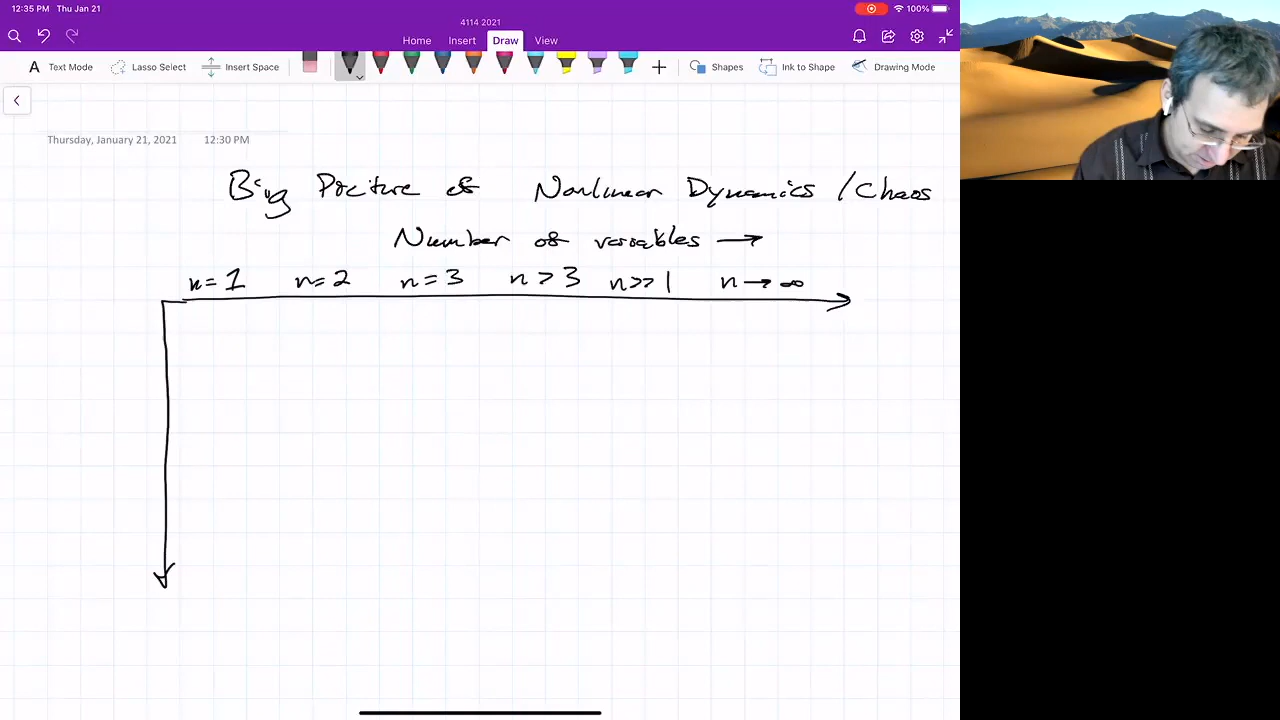 12:35 PM Thu Jan 21 100%
4114 2021
Home Insert Draw View
A Text Mode Lasso Select Insert Space Shapes Ink to Shape Drawing Mode
Thursday, January 21, 2021 12:30 PM
Big Picture of Nonlinear Dynamics / Chaos
Number of variables →
n = 1 n = 2 n = 3 n > 3 n >> 1 n → ∞